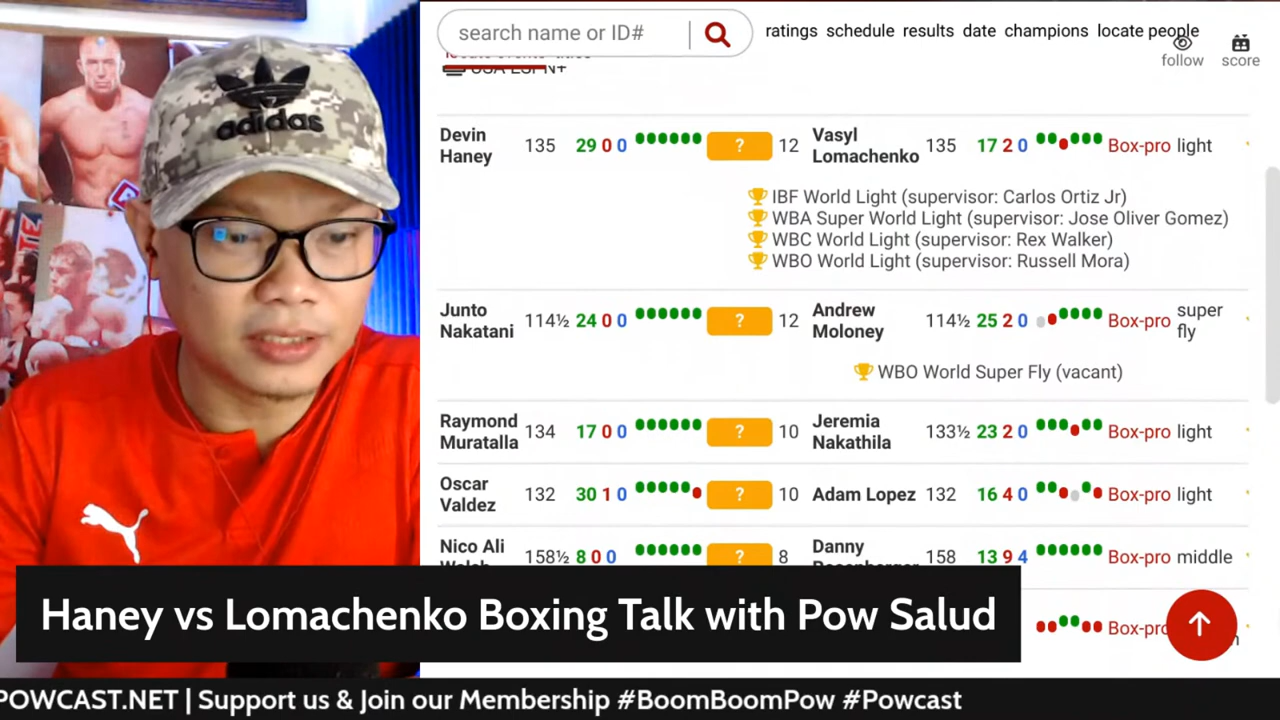 search name or ID#
ratings schedule results date champions locate people
follow
score
USA ESPN+
adidas
Devin Haney 135 29 0 0 ? 12 Vasyl Lomachenko 135 17 2 0 Box-pro light
IBF World Light (supervisor: Carlos Ortiz Jr)
WBA Super World Light (supervisor: Jose Oliver Gomez)
WBC World Light (supervisor: Rex Walker)
WBO World Light (supervisor: Russell Mora)
Junto Nakatani 114½ 24 0 0 ? 12 Andrew Moloney 114½ 25 2 0 Box-pro super fly
WBO World Super Fly (vacant)
Raymond Muratalla 134 17 0 0 ? 10 Jeremia Nakathila 133½ 23 2 0 Box-pro light
Oscar Valdez 132 30 1 0 ? 10 Adam Lopez 132 16 4 0 Box-pro light
Nico Ali 158½ 8 0 0 ? 8 Danny 158 13 9 4 Box-pro middle
Box-pro
Haney vs Lomachenko Boxing Talk with Pow Salud
POWCAST.NET | Support us & Join our Membership #BoomBoomPow #Powcast